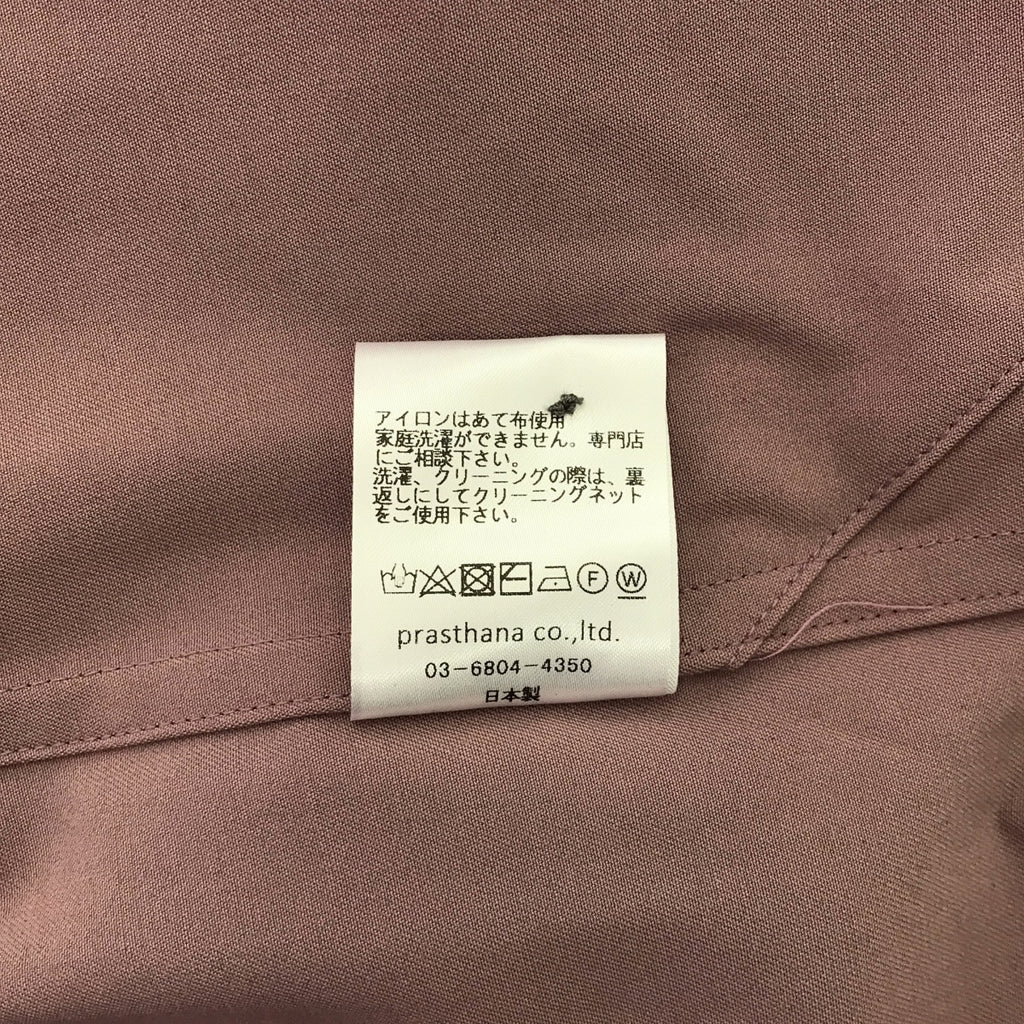 アイロンはあて布使用
家庭洗濯ができません。専門店
にご相談下さい。
洗濯、クリーニングの際は、裏
返しにしてクリーニングネット
をご使用下さい。
F W
prasthana co.,ltd.
03-6804-4350
日本製